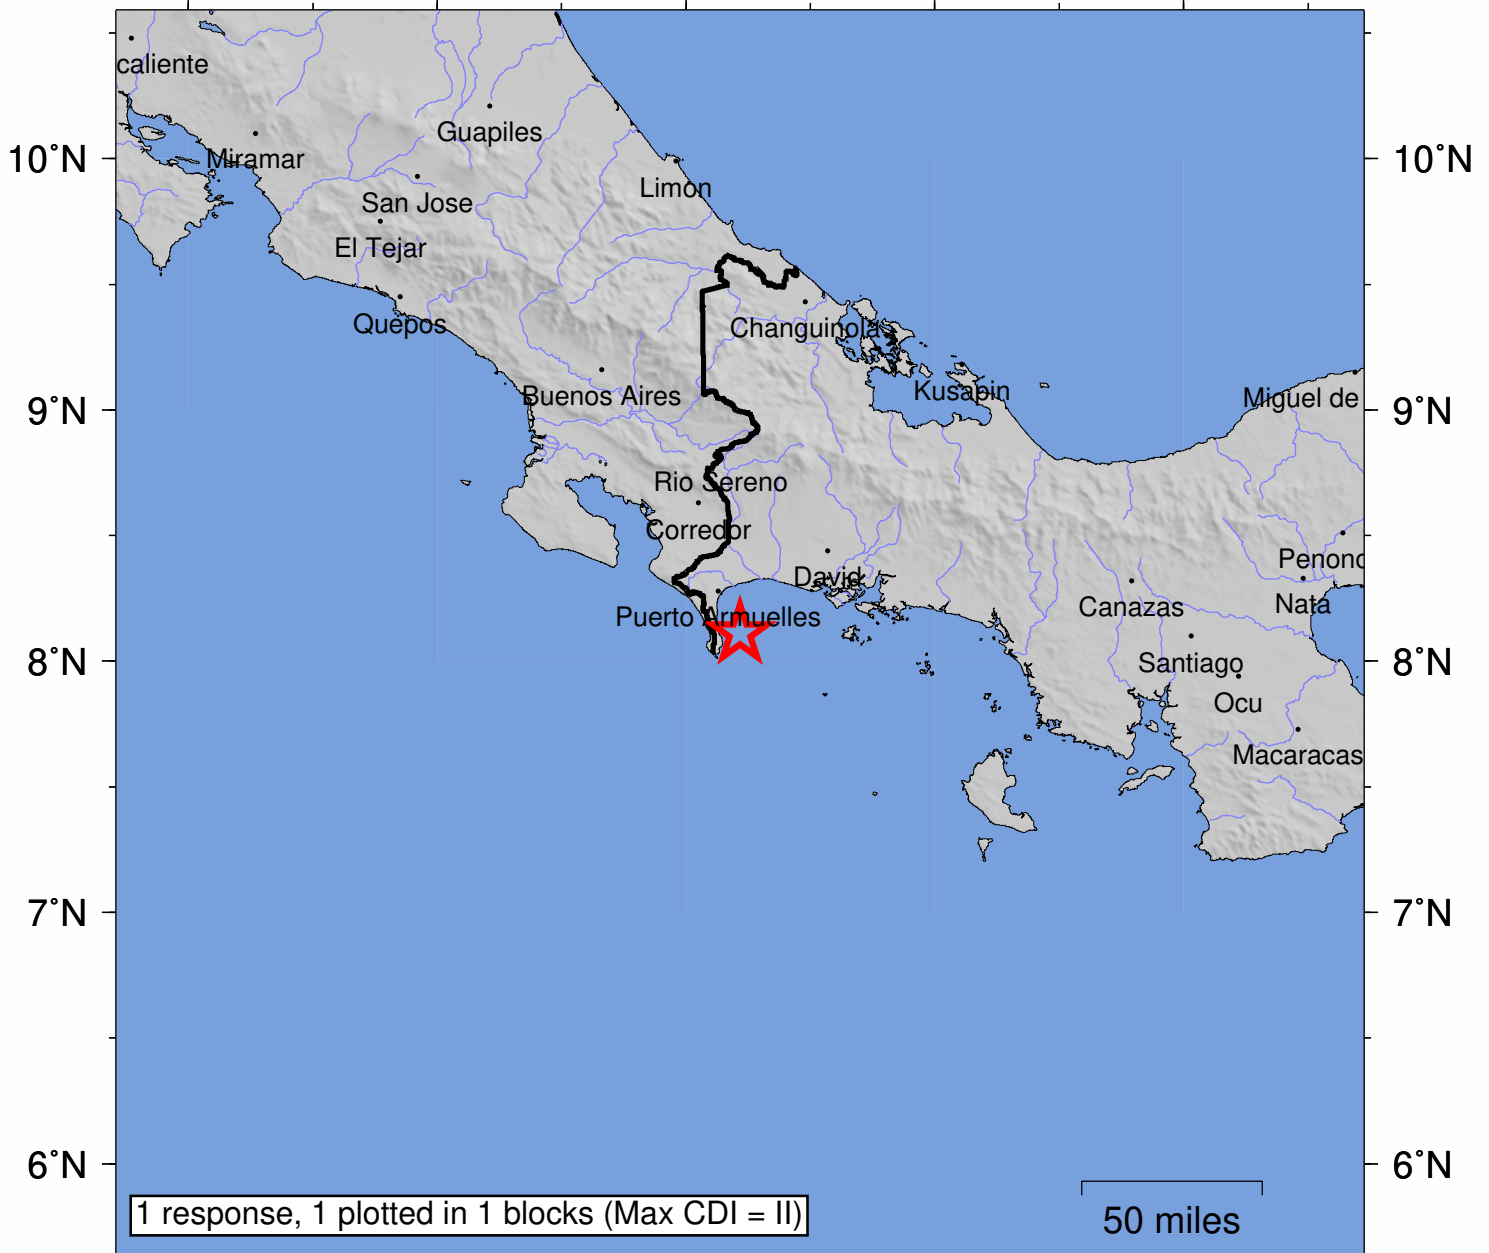 caliente
Guapiles
Miramar
10˚N
10˚N
Limon
San Jose
El Tejar
Quepos
Changuinola
Buenos Aires
Kusapin
Miguel de
9˚N
9˚N
Rio Sereno
Corredor
Penono
David
Nata
Canazas
Puerto Armuelles
8˚N
8˚N
Santiago
Ocu
Macaracas
7˚N
7˚N
6˚N
6˚N
1 response, 1 plotted in 1 blocks (Max CDI = II)
50 miles